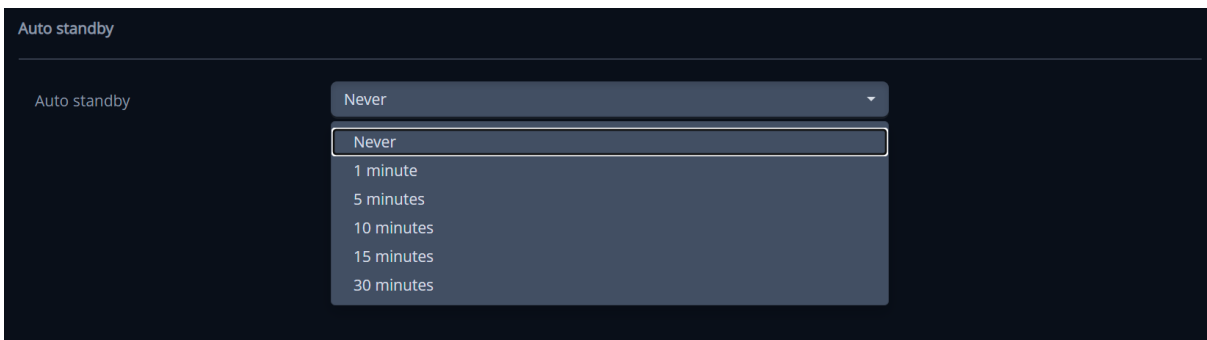 Auto standby
Auto standby
Never
Never
1 minute
5 minutes
10 minutes
15 minutes
30 minutes